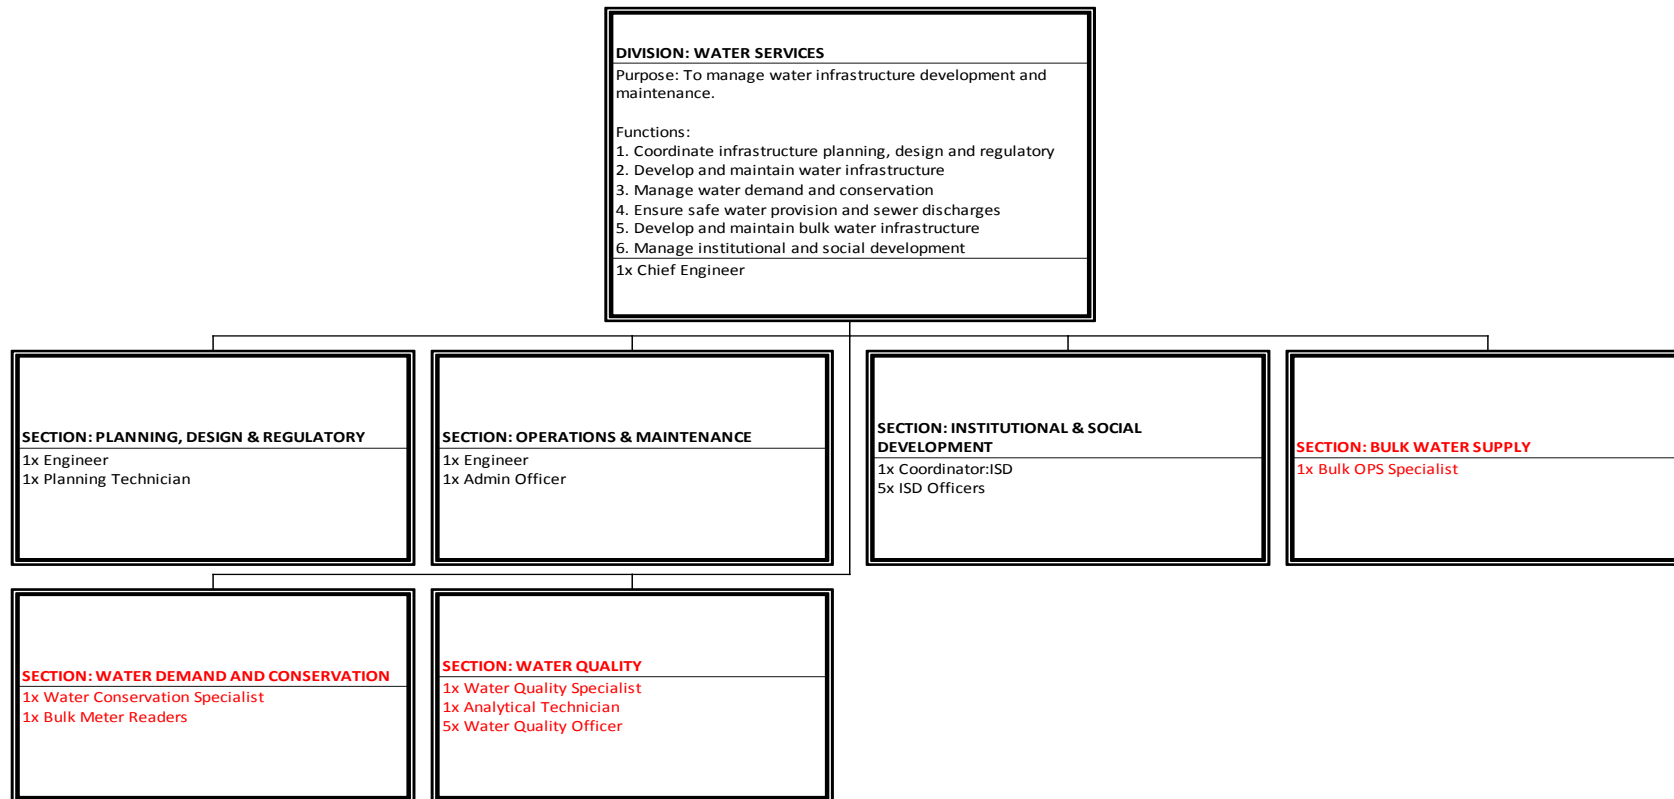 DIVISION: WATER SERVICES
Purpose: To manage water infrastructure development and
maintenance.
Functions:
1. Coordinate infrastructure planning, design and regulatory
2. Develop and maintain water infrastructure
3. Manage water demand and conservation
4. Ensure safe water provision and sewer discharges
5. Develop and maintain bulk water infrastructure
6. Manage institutional and social development
1x Chief Engineer
SECTION: PLANNING, DESIGN & REGULATORY
1x Engineer
1x Planning Technician
SECTION: OPERATIONS & MAINTENANCE
1x Engineer
1x Admin Officer
SECTION: INSTITUTIONAL & SOCIAL
DEVELOPMENT
1x Coordinator:ISD
5x ISD Officers
SECTION: BULK WATER SUPPLY
1x Bulk OPS Specialist
SECTION: WATER DEMAND AND CONSERVATION
1x Water Conservation Specialist
1x Bulk Meter Readers
SECTION: WATER QUALITY
1x Water Quality Specialist
1x Analytical Technician
5x Water Quality Officer